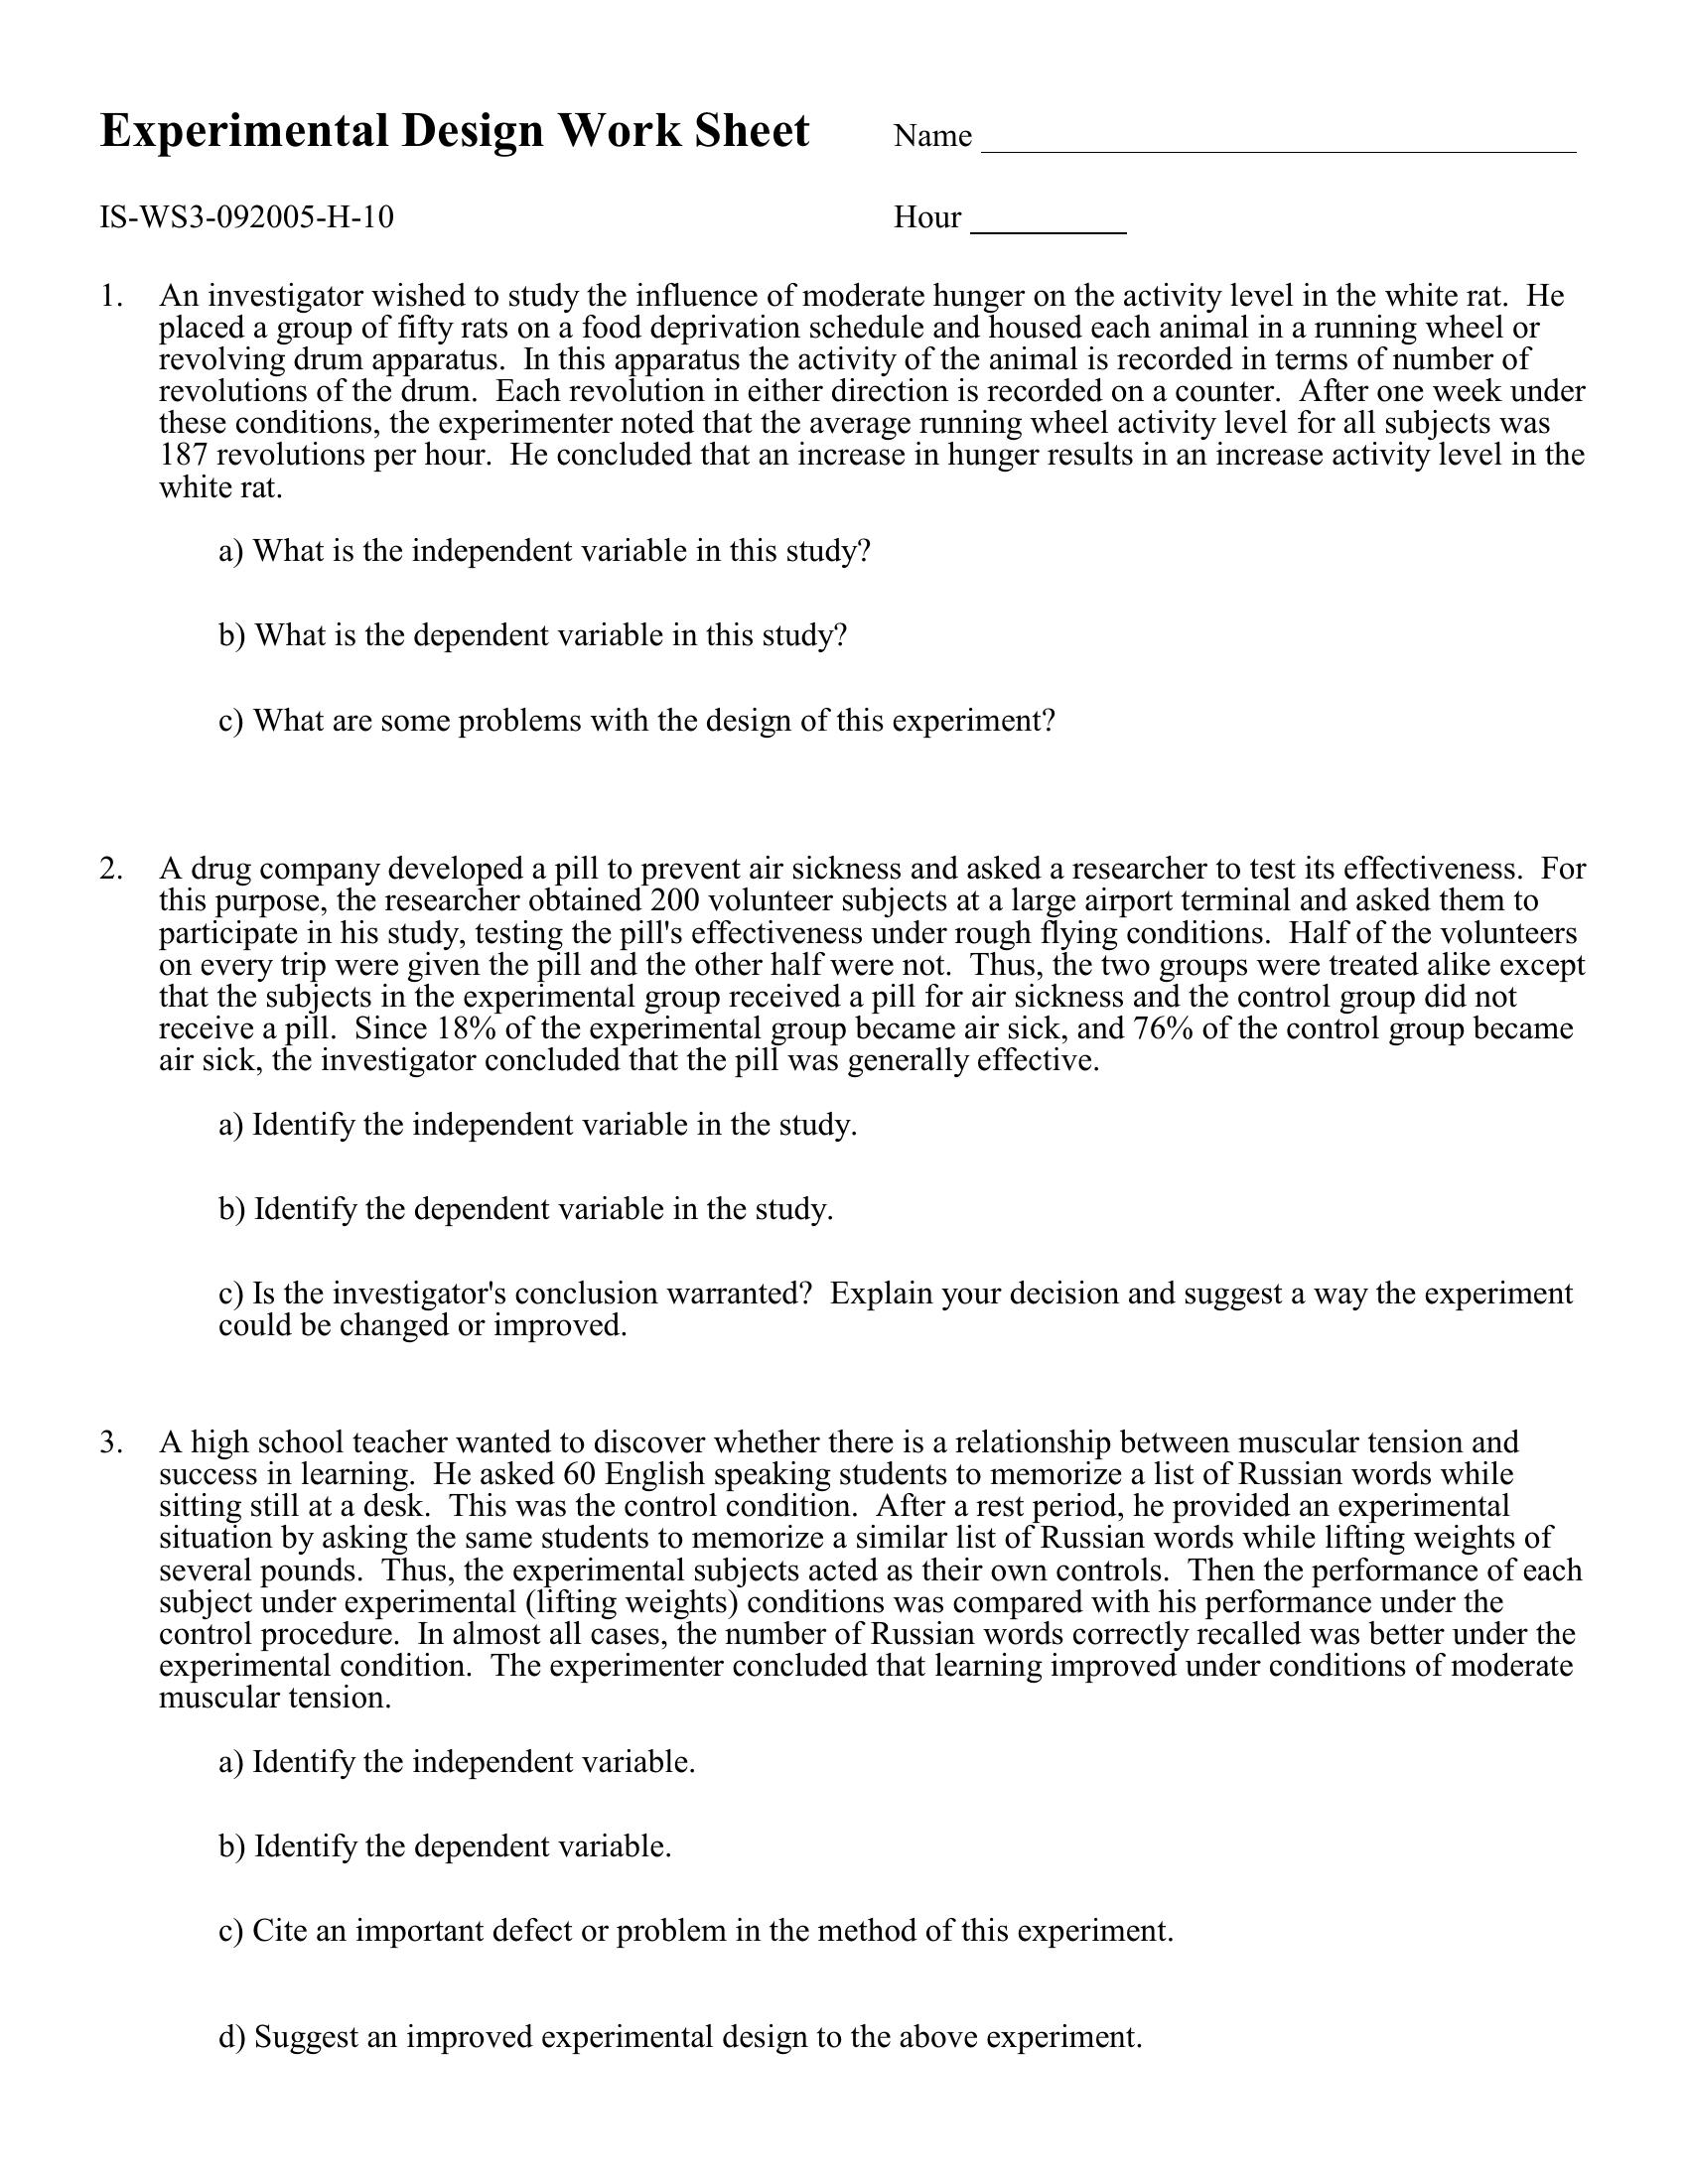 Experimental Design Work Sheet Name
IS-WS3-092005-H-10 Hour
1. An investigator wished to study the influence of moderate hunger on the activity level in the white rat. He
placed a group of fifty rats on a food deprivation schedule and housed each animal in a running wheel or
revolving drum apparatus. In this apparatus the activity of the animal is recorded in terms of number of
revolutions of the drum. Each revolution in either direction is recorded on a counter. After one week under
these conditions, the experimenter noted that the average running wheel activity level for all subjects was
187 revolutions per hour. He concluded that an increase in hunger results in an increase activity level in the
white rat.
a) What is the independent variable in this study?
b) What is the dependent variable in this study?
c) What are some problems with the design of this experiment?
2. A drug company developed a pill to prevent air sickness and asked a researcher to test its effectiveness. For
this purpose, the researcher obtained 200 volunteer subjects at a large airport terminal and asked them to
participate in his study, testing the pill's effectiveness under rough flying conditions. Half of the volunteers
on every trip were given the pill and the other half were not. Thus, the two groups were treated alike except
that the subjects in the experimental group received a pill for air sickness and the control group did not
receive a pill. Since 18% of the experimental group became air sick, and 76% of the control group became
air sick, the investigator concluded that the pill was generally effective.
a) Identify the independent variable in the study.
b) Identify the dependent variable in the study.
c) Is the investigator's conclusion warranted? Explain your decision and suggest a way the experiment
could be changed or improved.
3. A high school teacher wanted to discover whether there is a relationship between muscular tension and
success in learning. He asked 60 English speaking students to memorize a list of Russian words while
sitting still at a desk. This was the control condition. After a rest period, he provided an experimental
situation by asking the same students to memorize a similar list of Russian words while lifting weights of
several pounds. Thus, the experimental subjects acted as their own controls. Then the performance of each
subject under experimental (lifting weights) conditions was compared with his performance under the
control procedure. In almost all cases, the number of Russian words correctly recalled was better under the
experimental condition. The experimenter concluded that learning improved under conditions of moderate
muscular tension.
a) Identify the independent variable.
b) Identify the dependent variable.
c) Cite an important defect or problem in the method of this experiment.
d) Suggest an improved experimental design to the above experiment.